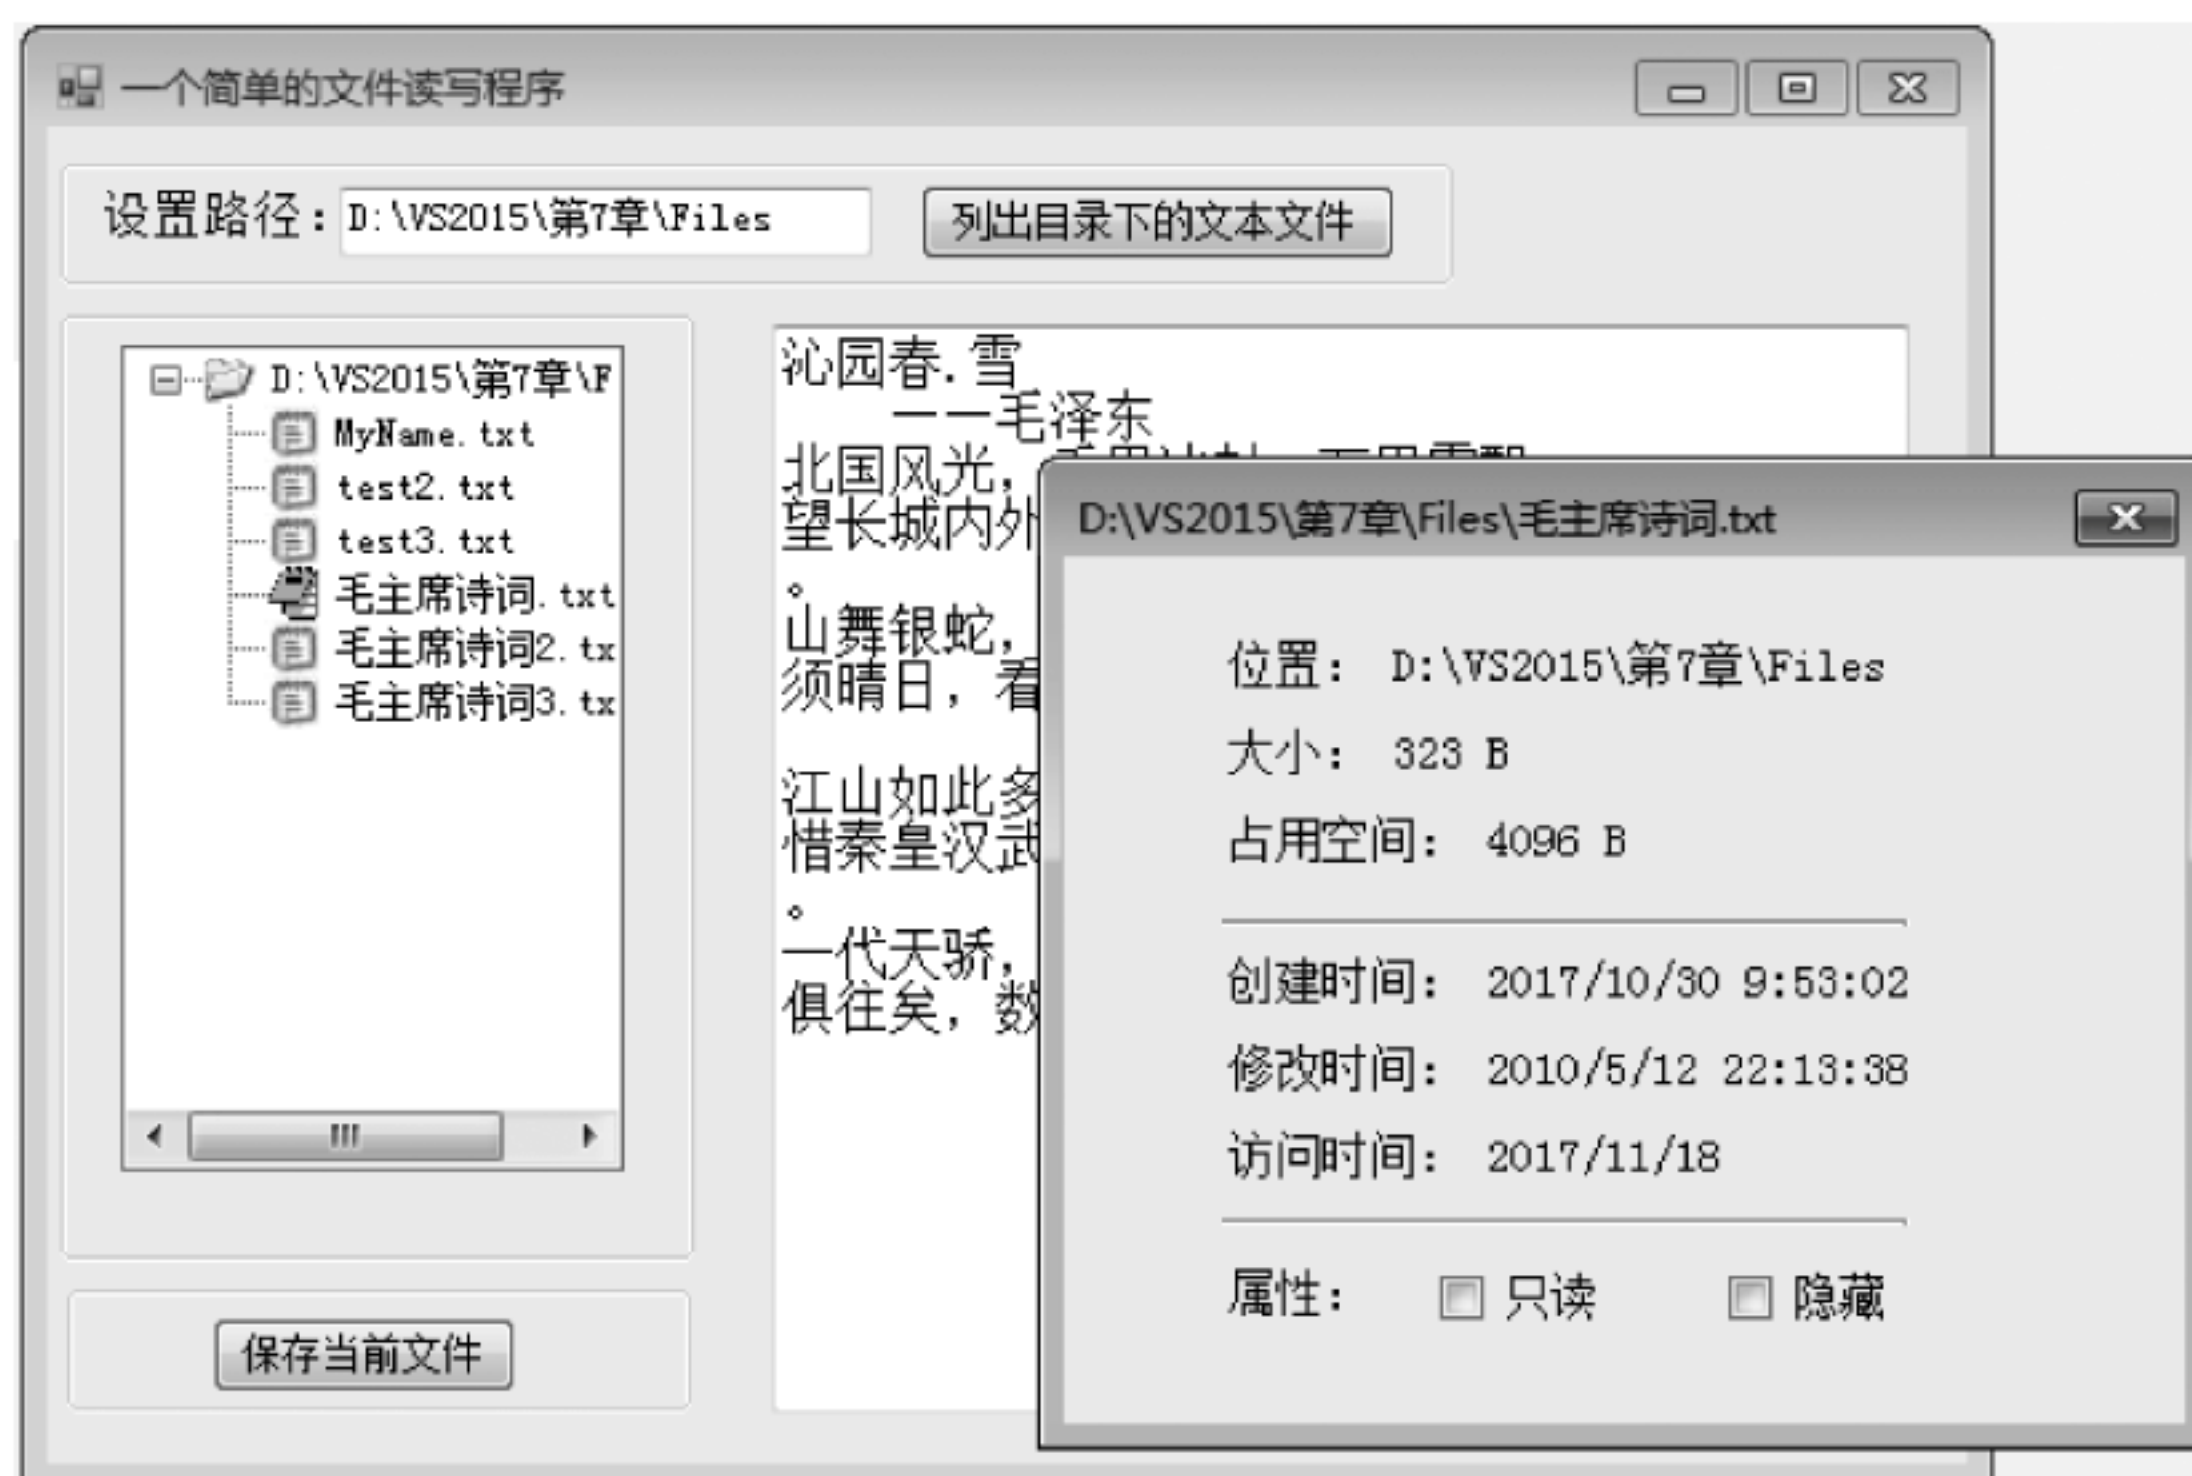 一个简单的文件读写程序
设置路径：D:\VS2015\第7章\Files
列出目录下的文本文件
D:\VS2015\第7章\F
MyName.txt
test2.txt
test3.txt
毛主席诗词.txt
毛主席诗词2.tx
毛主席诗词3.tx
保存当前文件
沁园春.雪
——毛泽东
北国风光，
望长城内外
。
山舞银蛇，
须晴日，看
江山如此多
惜秦皇汉武
。
一代天骄，
俱往矣，数
D:\VS2015\第7章\Files\毛主席诗词.txt
位置： D:\VS2015\第7章\Files
大小： 323 B
占用空间： 4096 B
创建时间： 2017/10/30 9:53:02
修改时间： 2010/5/12 22:13:38
访问时间： 2017/11/18
属性： 只读 隐藏